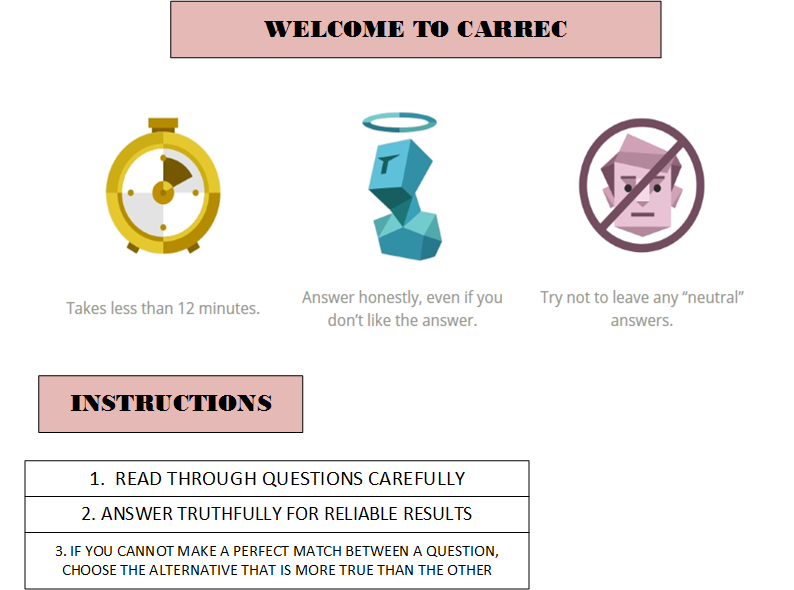 WELCOME TO CARREC
Takes less than 12 minutes.
Answer honestly, even if you
don’t like the answer.
Try not to leave any “neutral”
answers.
INSTRUCTIONS
1. READ THROUGH QUESTIONS CAREFULLY
2. ANSWER TRUTHFULLY FOR RELIABLE RESULTS
3. IF YOU CANNOT MAKE A PERFECT MATCH BETWEEN A QUESTION,
CHOOSE THE ALTERNATIVE THAT IS MORE TRUE THAN THE OTHER